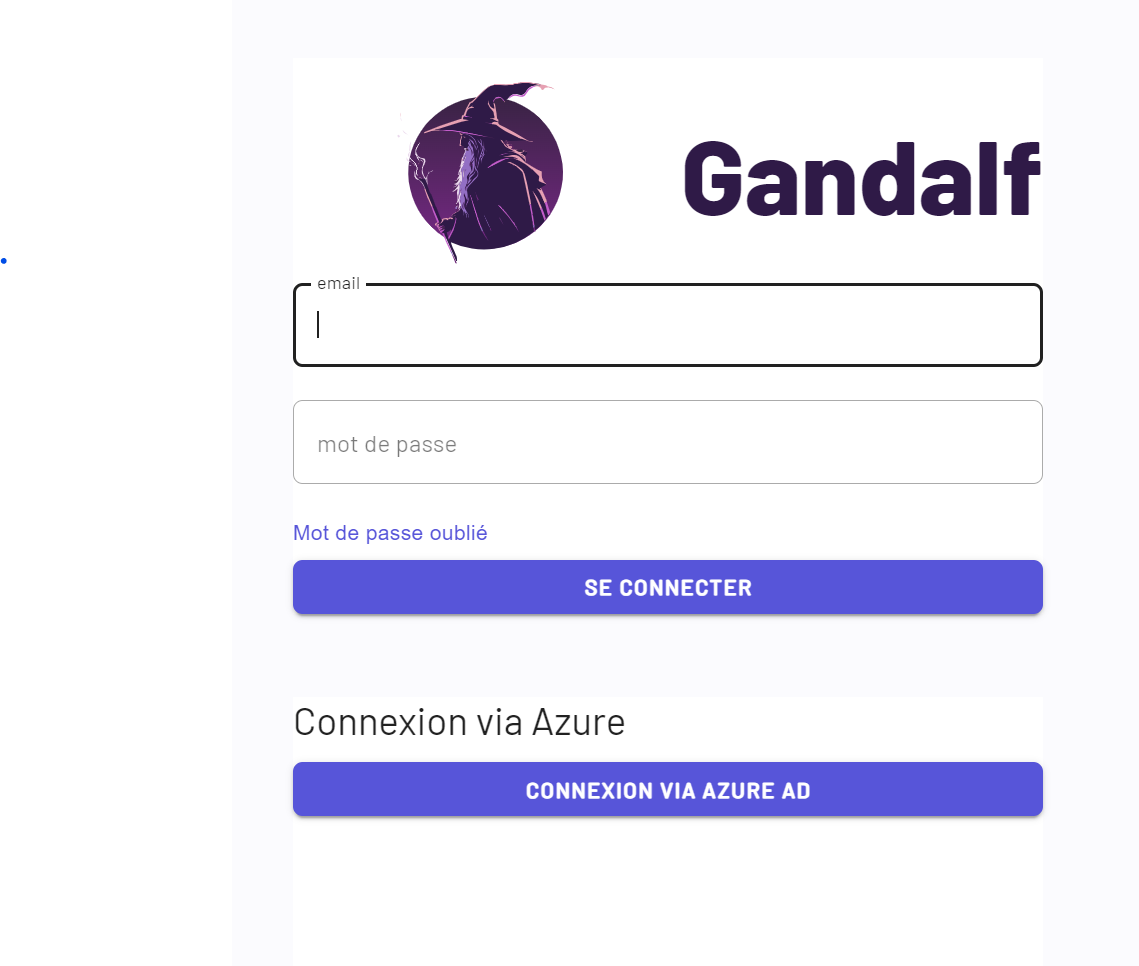 Gandalf
email
mot de passe
Mot de passe oublié
SE CONNECTER
Connexion via Azure
CONNEXION VIA AZURE AD